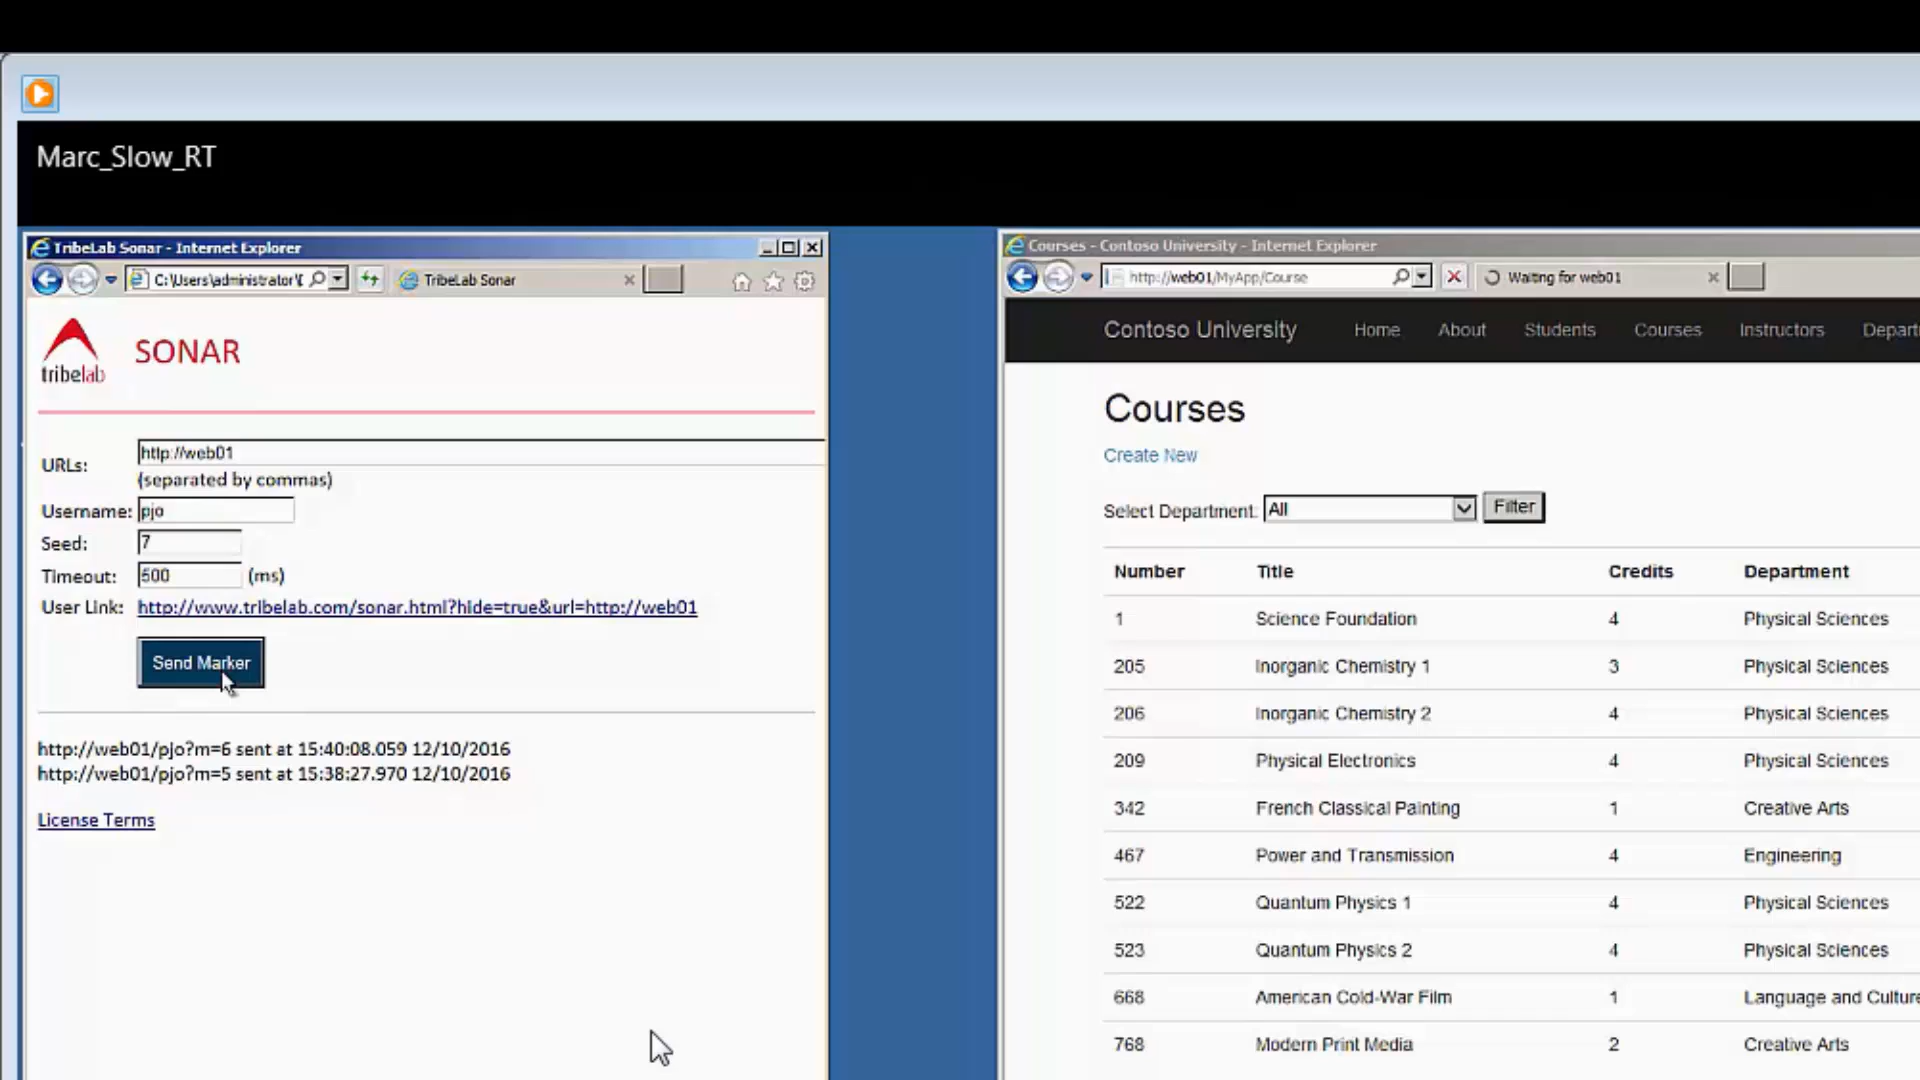 Marc_Slow_RT
TribeLab Sonar - Internet Explorer
C:\Users\administrator\
TribeLab Sonar
tribelab
SONAR
URLs:
http://web01
(separated by commas)
Username:
pjo
Seed:
7
Timeout:
500
(ms)
User Link:
http://www.tribelab.com/sonar.html?hide=true&url=http://web01
Send Marker
http://web01/pjo?m=6 sent at 15:40:08.059 12/10/2016
http://web01/pjo?m=5 sent at 15:38:27.970 12/10/2016
License Terms
Courses - Contoso University - Internet Explorer
http://web01/MyApp/Course
Waiting for web01
Contoso University Home About Students Courses Instructors Depart
Courses
Create New
Select Department: All Filter
Number Title Credits Department
1 Science Foundation 4 Physical Sciences
205 Inorganic Chemistry 1 3 Physical Sciences
206 Inorganic Chemistry 2 4 Physical Sciences
209 Physical Electronics 4 Physical Sciences
342 French Classical Painting 1 Creative Arts
467 Power and Transmission 4 Engineering
522 Quantum Physics 1 4 Physical Sciences
523 Quantum Physics 2 4 Physical Sciences
668 American Cold-War Film 1 Language and Culture
768 Modern Print Media 2 Creative Arts